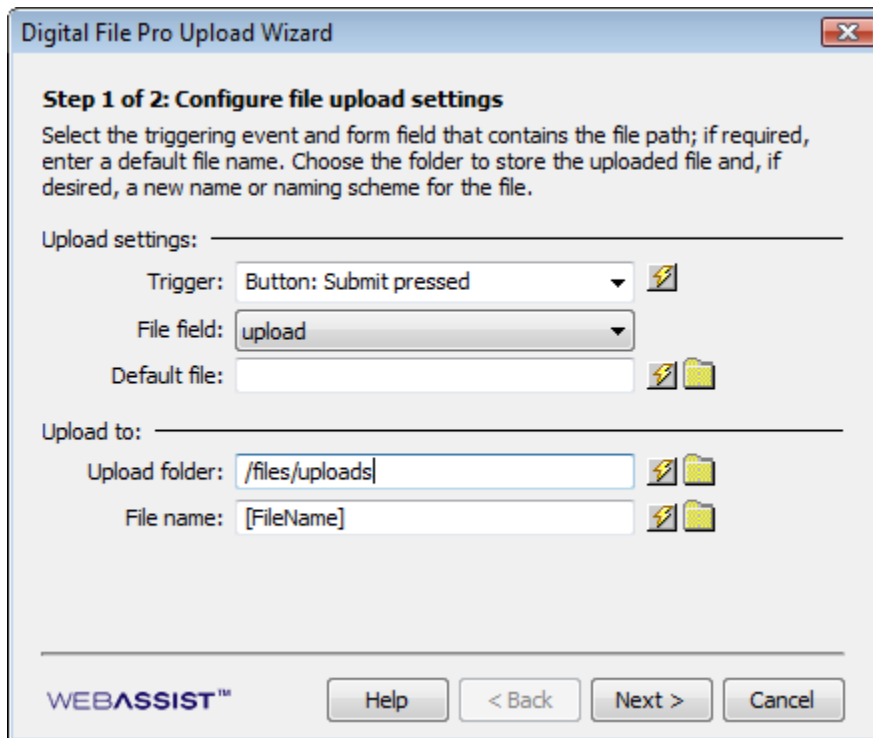 Digital File Pro Upload Wizard
Step 1 of 2: Configure file upload settings
Select the triggering event and form field that contains the file path; if required,
enter a default file name. Choose the folder to store the uploaded file and, if
desired, a new name or naming scheme for the file.
Upload settings:
Trigger: Button: Submit pressed
File field: upload
Default file:
Upload to:
Upload folder: /files/uploads
File name: [FileName]
WEBASSIST™ Help < Back Next > Cancel